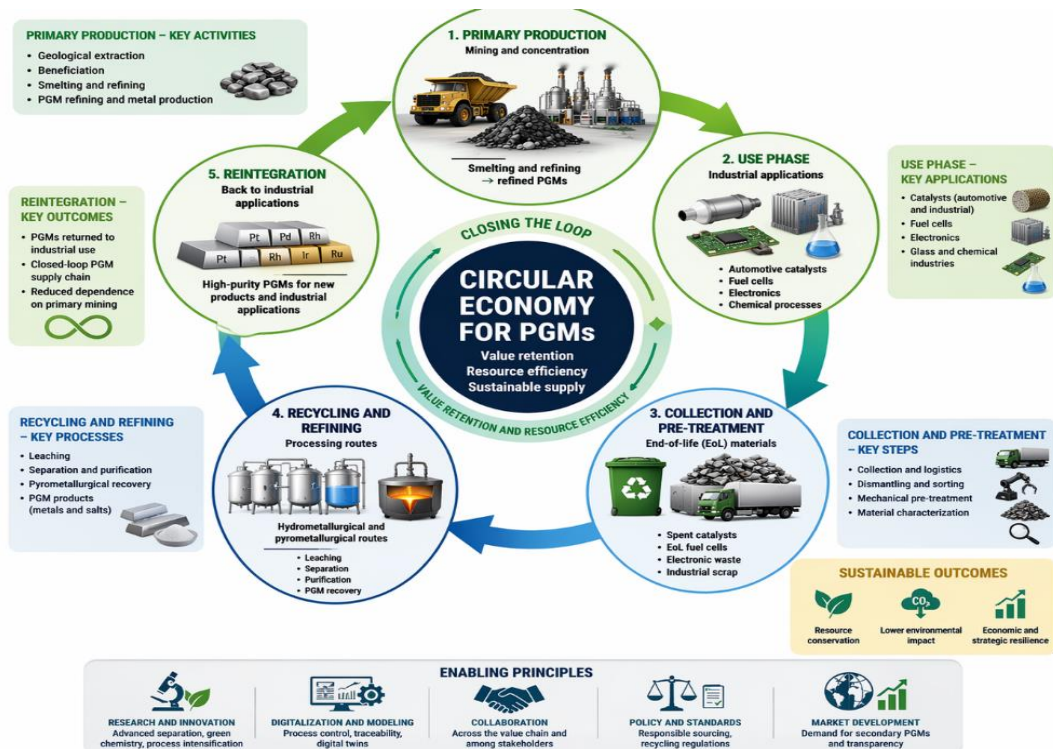 PRIMARY PRODUCTION – KEY ACTIVITIES
• Geological extraction
• Beneficiation
• Smelting and refining
• PGM refining and metal production
1. PRIMARY PRODUCTION
Mining and concentration
Smelting and refining
→ refined PGMs
2. USE PHASE
Industrial applications
• Automotive catalysts
• Fuel cells
• Electronics
• Chemical processes
USE PHASE –
KEY APPLICATIONS
• Catalysts (automotive
and industrial)
• Fuel cells
• Electronics
• Glass and chemical
industries
5. REINTEGRATION
Back to industrial
applications
Pt Pd Rh
Pt Rh Ir Ru
High-purity PGMs for new
products and industrial
applications
REINTEGRATION –
KEY OUTCOMES
• PGMs returned to
industrial use
• Closed-loop PGM
supply chain
• Reduced dependence
on primary mining
CLOSING THE LOOP
CIRCULAR
ECONOMY
FOR PGMs
Value retention
Resource efficiency
Sustainable supply
VALUE RETENTION AND RESOURCE EFFICIENCY
RECYCLING AND REFINING
– KEY PROCESSES
• Leaching
• Separation and purification
• Pyrometallurgical recovery
• PGM products
(metals and salts)
4. RECYCLING AND
REFINING
Processing routes
Hydrometallurgical and
pyrometallurgical routes
• Leaching
• Separation
• Purification
• PGM recovery
3. COLLECTION AND
PRE-TREATMENT
End-of-life (EoL) materials
• Spent catalysts
• EoL fuel cells
• Electronic waste
• Industrial scrap
COLLECTION AND PRE-TREATMENT
– KEY STEPS
• Collection and logistics
• Dismantling and sorting
• Mechanical pre-treatment
• Material characterization
SUSTAINABLE OUTCOMES
CO₂
Resource
conservation
Lower environmental
impact
Economic and
strategic resilience
ENABLING PRINCIPLES
RESEARCH AND INNOVATION
Advanced separation, green
chemistry, process intensification
DIGITALIZATION AND MODELING
Process control, traceability,
digital twins
COLLABORATION
Across the value chain and
among stakeholders
POLICY AND STANDARDS
Responsible sourcing,
recycling regulations
MARKET DEVELOPMENT
Demand for secondary PGMs
and transparency